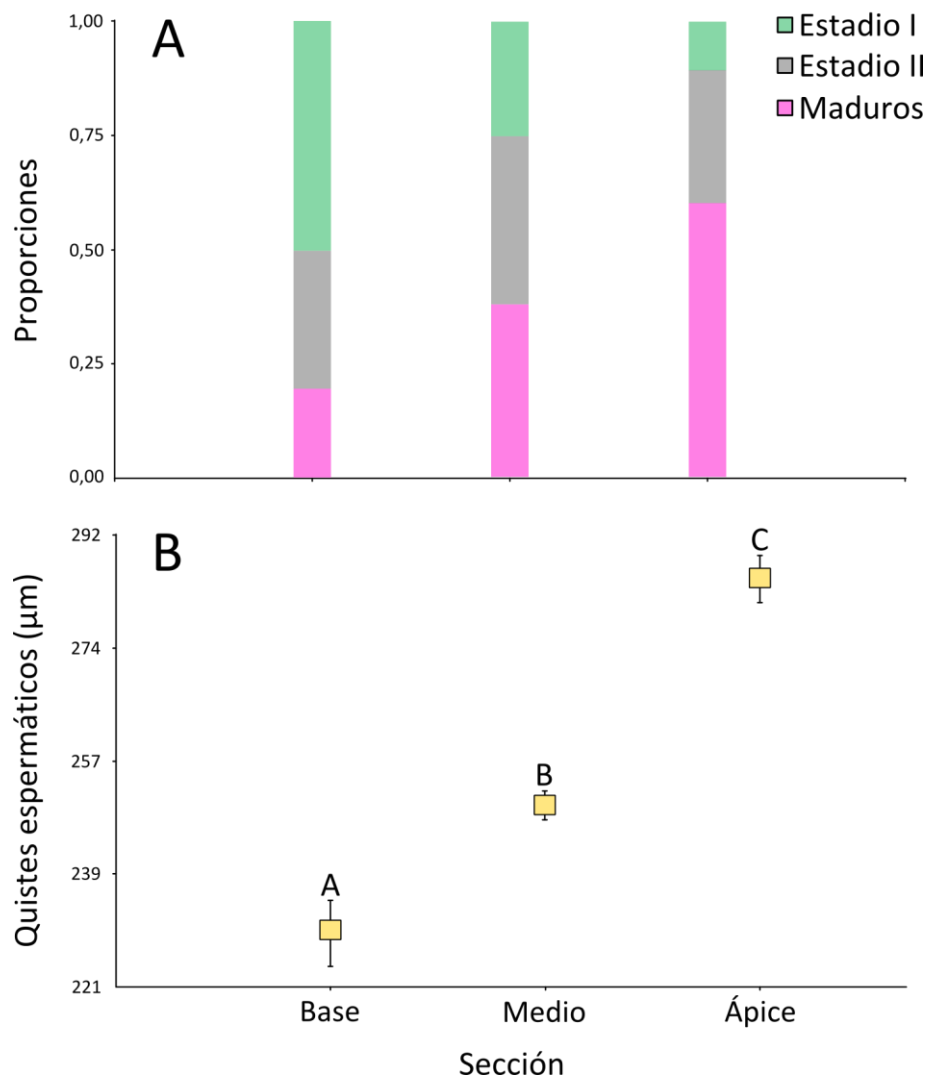 A
Estadio I
Estadio II
Maduros
Proporciones
1,00
0,75
0,50
0,25
0,00
B
Quistes espermáticos (µm)
292
274
257
239
221
A
B
C
Base Medio Ápice
Sección